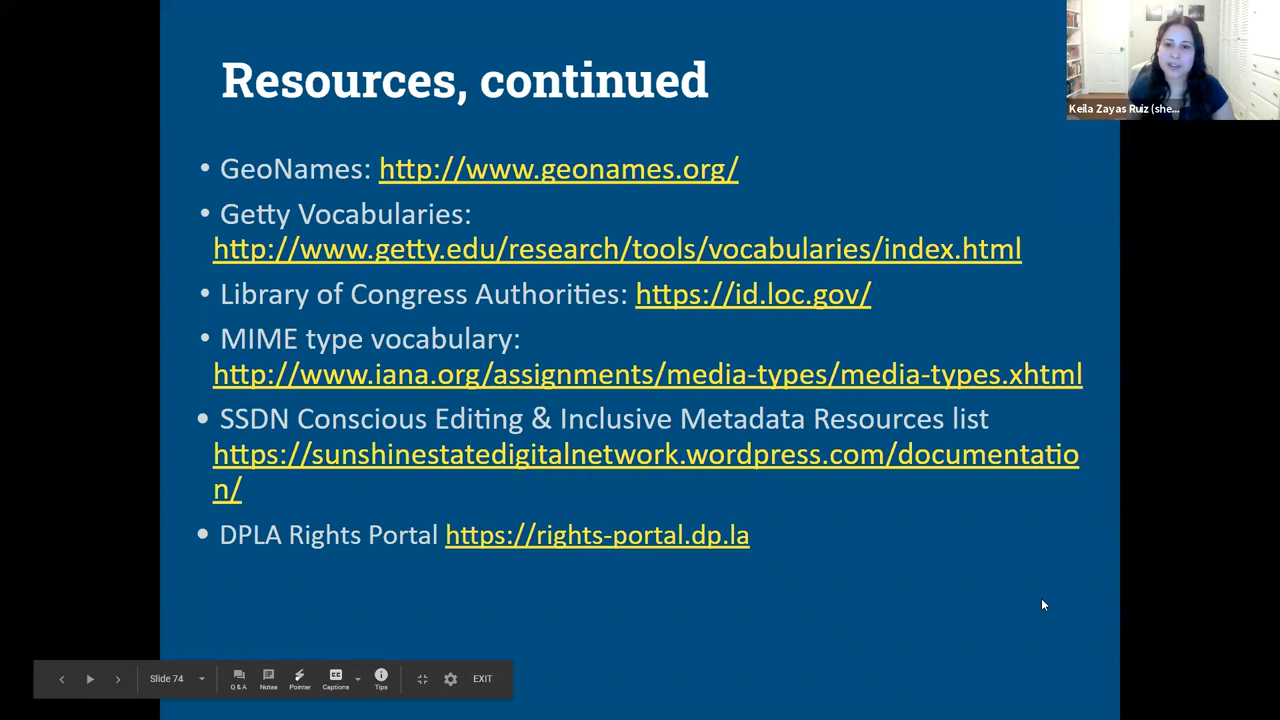 Resources, continued
Keila Zayas Ruiz (she...
• GeoNames: http://www.geonames.org/
• Getty Vocabularies:
http://www.getty.edu/research/tools/vocabularies/index.html
• Library of Congress Authorities: https://id.loc.gov/
• MIME type vocabulary:
http://www.iana.org/assignments/media-types/media-types.xhtml
• SSDN Conscious Editing & Inclusive Metadata Resources list
https://sunshinestatedigitalnetwork.wordpress.com/documentatio
n/
• DPLA Rights Portal https://rights-portal.dp.la
Slide 74
Q & A Notes Pointer Captions Tips EXIT